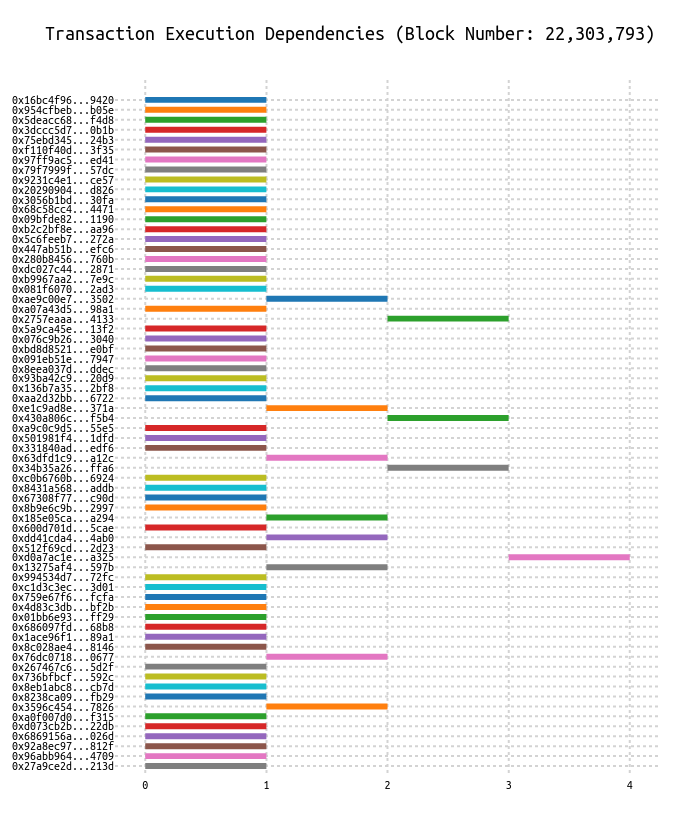 Transaction Execution Dependencies (Block Number: 22,303,793)
0x16bc4f96...9420
0x954cfbeb...b05e
0x5deacc68...f4d8
0x3dccc5d7...0b1b
0x75ebd345...24b3
0xf110f40d...3f35
0x97ff9ac5...ed41
0x79f7999f...57dc
0x9231c4e1...ce57
0x20290904...d826
0x3056b1bd...30fa
0x68c58cc4...4471
0x09bfde82...1190
0xb2c2bf8e...aa96
0x5c6feeb7...272a
0x447ab51b...efc6
0x280b8456...760b
0xdc027c44...2871
0xb9967aa2...7e9c
0x081f6070...2ad3
0xae9c00e7...3502
0xa07a43d5...98a1
0x2757eaaa...4133
0x5a9ca45e...13f2
0x076c9b26...3040
0xbd8d8521...e0bf
0x091eb51e...7947
0x8eea037d...ddec
0x93ba42c9...20d9
0x136b7a35...2bf8
0xaa2d32bb...6722
0xe1c9ad8e...371a
0x430a806c...f5b4
0xa9c0c9d5...55e5
0x501981f4...1dfd
0x331840ad...edf6
0x63dfd1c9...a12c
0x34b35a26...ffa6
0xc0b6760b...6924
0x8431a568...addb
0x67308f77...c90d
0x8b9e6c9b...2997
0x185e05ca...a294
0x600d701d...5cae
0xdd41cda4...4ab0
0x512f69cd...2d23
0xd0a7ac1e...a325
0x13275af4...597b
0x994534d7...72fc
0xc1d3c3ec...3d01
0x759e67f6...fcfa
0x4d83c3db...bf2b
0x01bb6e93...ff29
0x686097fd...68b8
0x1ace96f1...89a1
0x8c028ae4...8146
0x76dc0718...0677
0x267467c6...5d2f
0x736bfbcf...592c
0x8eb1abc8...cb7d
0x8238ca09...fb29
0x3596c454...7826
0xa0f007d0...f315
0xd073cb2b...22db
0x6869156a...026d
0x92a8ec97...812f
0x96abb964...4709
0x27a9ce2d...213d
0 1 2 3 4